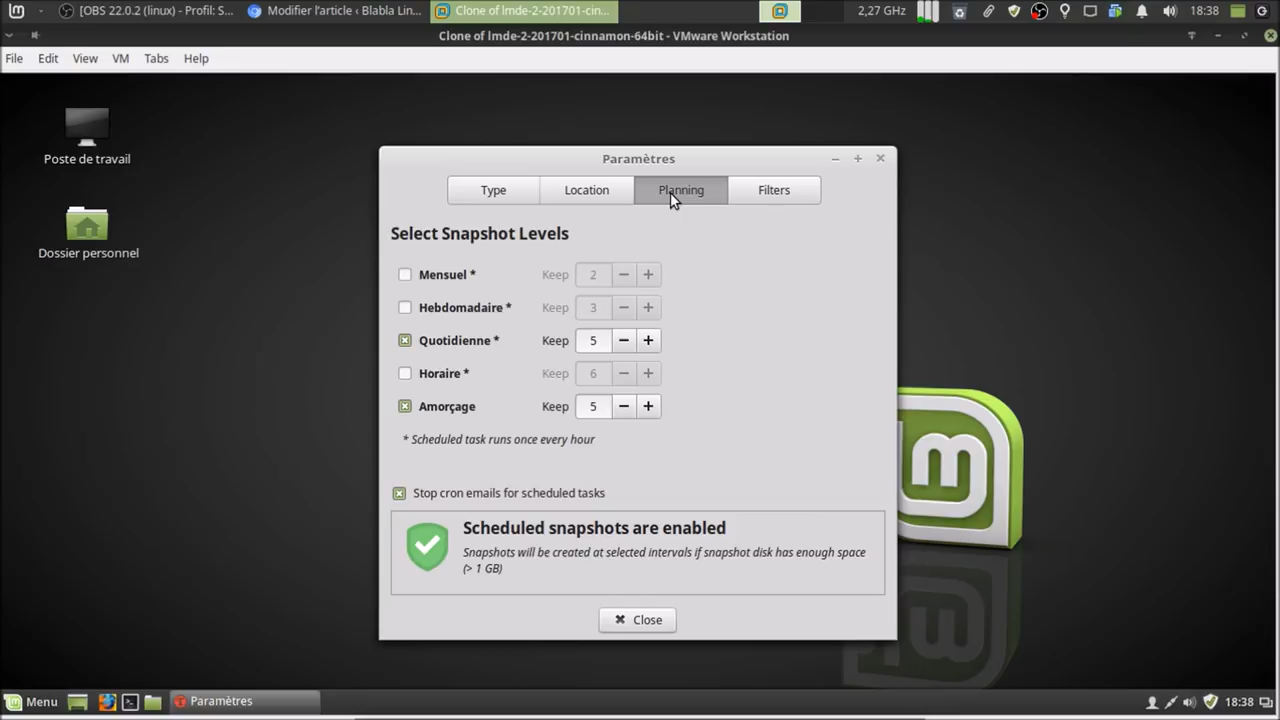 [OBS 22.0.2 (linux) - Profil: S...
Modifier l'article ‹ Blabla Lin...
Clone of lmde-2-201701-cin...
2,27 GHz
18:38
Clone of lmde-2-201701-cinnamon-64bit - VMware Workstation
File Edit View VM Tabs Help
Poste de travail
Dossier personnel
Paramètres
Type Location Planning Filters
Select Snapshot Levels
Mensuel * Keep 2
Hebdomadaire * Keep 3
Quotidienne * Keep 5
Horaire * Keep 6
Amorçage Keep 5
* Scheduled task runs once every hour
Stop cron emails for scheduled tasks
Scheduled snapshots are enabled
Snapshots will be created at selected intervals if snapshot disk has enough space
(> 1 GB)
Close
Menu
Paramètres
18:38